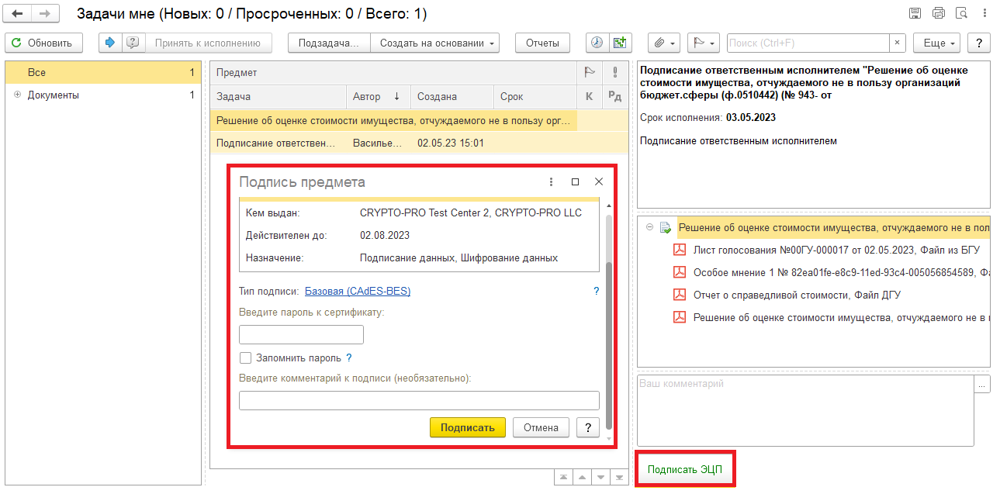 Задачи мне (Новых: 0 / Просроченных: 0 / Всего: 1)
Обновить
Принять к исполнению
Подзадача...
Создать на основании
Отчеты
Поиск (Ctrl+F)
×
Еще
?
Все 1
Документы 1
Предмет
Задача Автор ↓ Создана Срок К Рд
Решение об оценке стоимости имущества, отчуждаемого не в пользу орг...
Подписание ответствен... Василье... 02.05.23 15:01
Подпись предмета
Кем выдан: CRYPTO-PRO Test Center 2, CRYPTO-PRO LLC
Действителен до: 02.08.2023
Назначение: Подписание данных, Шифрование данных
Тип подписи: Базовая (CAdES-BES) ?
Введите пароль к сертификату:
Запомнить пароль ?
Введите комментарий к подписи (необязательно):
Подписать
Отмена
?
Подписание ответственным исполнителем "Решение об оценке
стоимости имущества, отчуждаемого не в пользу организаций
бюджет.сферы (ф.0510442) (№ 943- от
Срок исполнения: 03.05.2023
Подписание ответственным исполнителем
Решение об оценке стоимости имущества, отчуждаемого не в пол
Лист голосования №00ГУ-000017 от 02.05.2023, Файл из БГУ
Особое мнение 1 № 82ea01fe-e8c9-11ed-93c4-005056854589, Фа
Отчет о справедливой стоимости, Файл ДГУ
Решение об оценке стоимости имущества, отчуждаемого не в
Ваш комментарий
...
Подписать ЭЦП